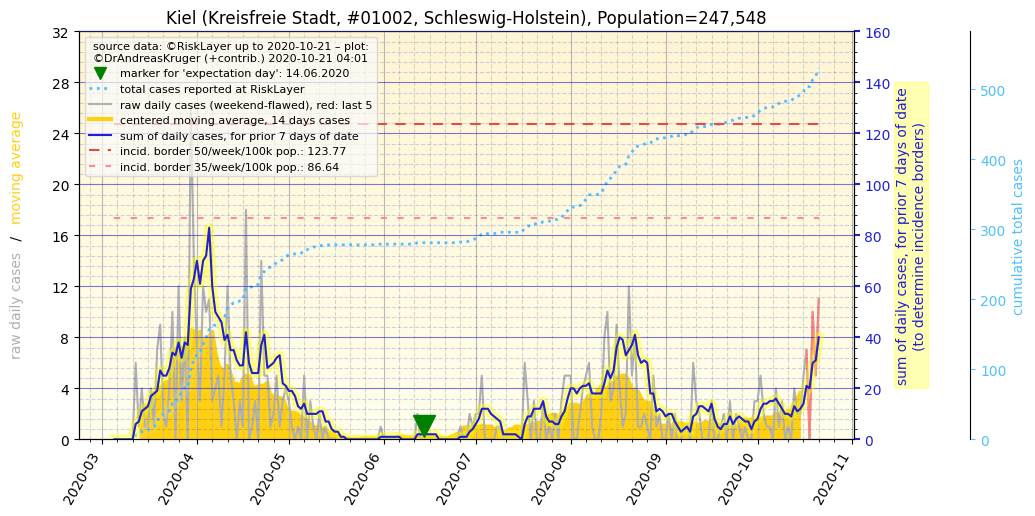 Kiel (Kreisfreie Stadt, #01002, Schleswig-Holstein), Population=247,548
source data: ©RiskLayer up to 2020-10-21 – plot:
©DrAndreasKruger (+contrib.) 2020-10-21 04:01
marker for 'expectation day': 14.06.2020
total cases reported at RiskLayer
raw daily cases (weekend-flawed), red: last 5
centered moving average, 14 days cases
sum of daily cases, for prior 7 days of date
incid. border 50/week/100k pop.: 123.77
incid. border 35/week/100k pop.: 86.64
raw daily cases / moving average
32
28
24
20
16
12
8
4
0
2020-03
2020-04
2020-05
2020-06
2020-07
2020-08
2020-09
2020-10
2020-11
160
140
120
100
80
60
40
20
0
sum of daily cases, for prior 7 days of date
(to determine incidence borders)
500
400
300
200
100
0
cumulative total cases